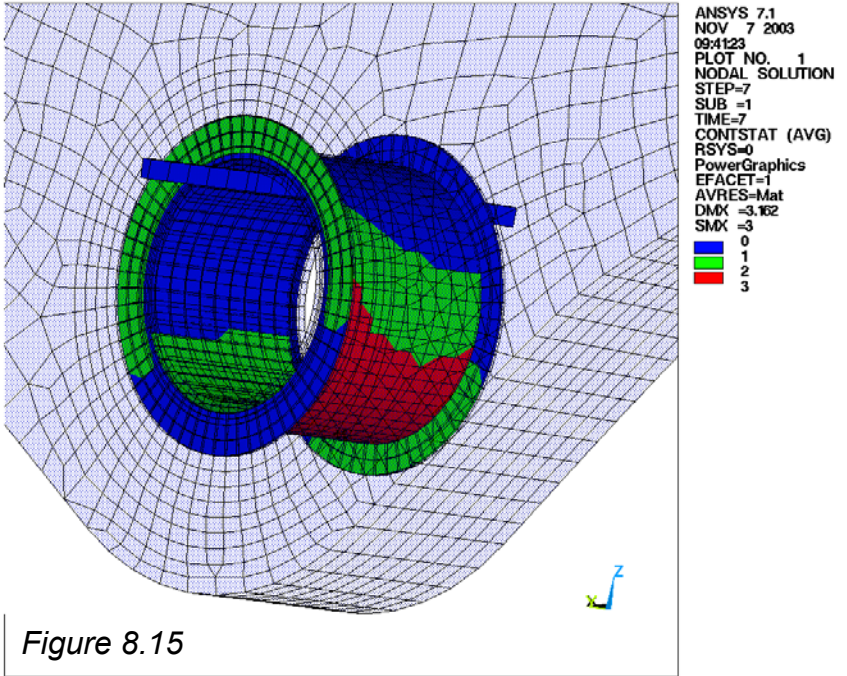 ANSYS 7.1
NOV 7 2003
09:41:23
PLOT NO. 1
NODAL SOLUTION
STEP=7
SUB =1
TIME=7
CONTSTAT (AVG)
RSYS=0
PowerGraphics
EFACET=1
AVRES=Mat
DMX =3.162
SMX =3
0
1
2
3
Z
X
Figure 8.15